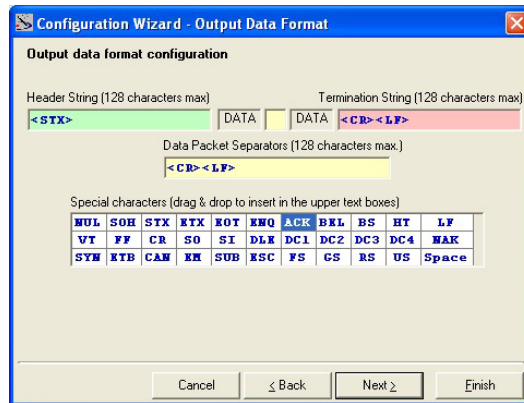 Configuration Wizard - Output Data Format
Output data format configuration
Header String (128 characters max)
Termination String (128 characters max)
<STX>
DATA
DATA
<CR><LF>
Data Packet Separators (128 characters max.)
<CR><LF>
Special characters (drag & drop to insert in the upper text boxes)
NUL SOH STX ETX EOT ENQ ACK BEL BS HT LF
VT FF CR SO SI DLE DC1 DC2 DC3 DC4 NAK
SYN ETB CAN EM SUB ESC FS GS RS US Space
Cancel
< Back
Next >
Finish